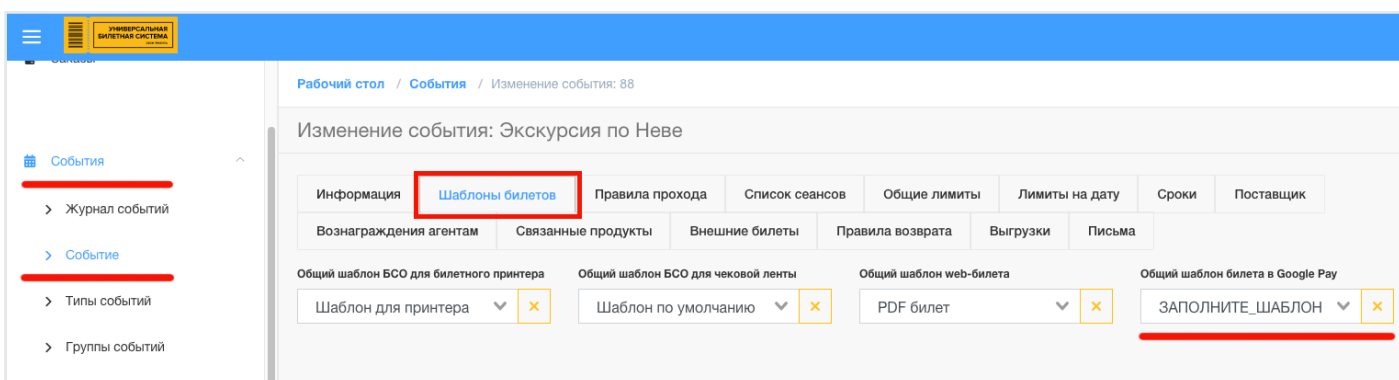 УНИВЕРСАЛЬНАЯ
БИЛЕТНАЯ СИСТЕМА
Заказы
Рабочий стол / События / Изменение события: 88
Изменение события: Экскурсия по Неве
События
Журнал событий
Событие
Типы событий
Группы событий
Информация Шаблоны билетов Правила прохода Список сеансов Общие лимиты Лимиты на дату Сроки Поставщик
Вознаграждения агентам Связанные продукты Внешние билеты Правила возврата Выгрузки Письма
Общий шаблон БСО для билетного принтера Общий шаблон БСО для чековой ленты Общий шаблон web-билета Общий шаблон билета в Google Pay
Шаблон для принтера Шаблон по умолчанию PDF билет ЗАПОЛНИТЕ_ШАБЛОН